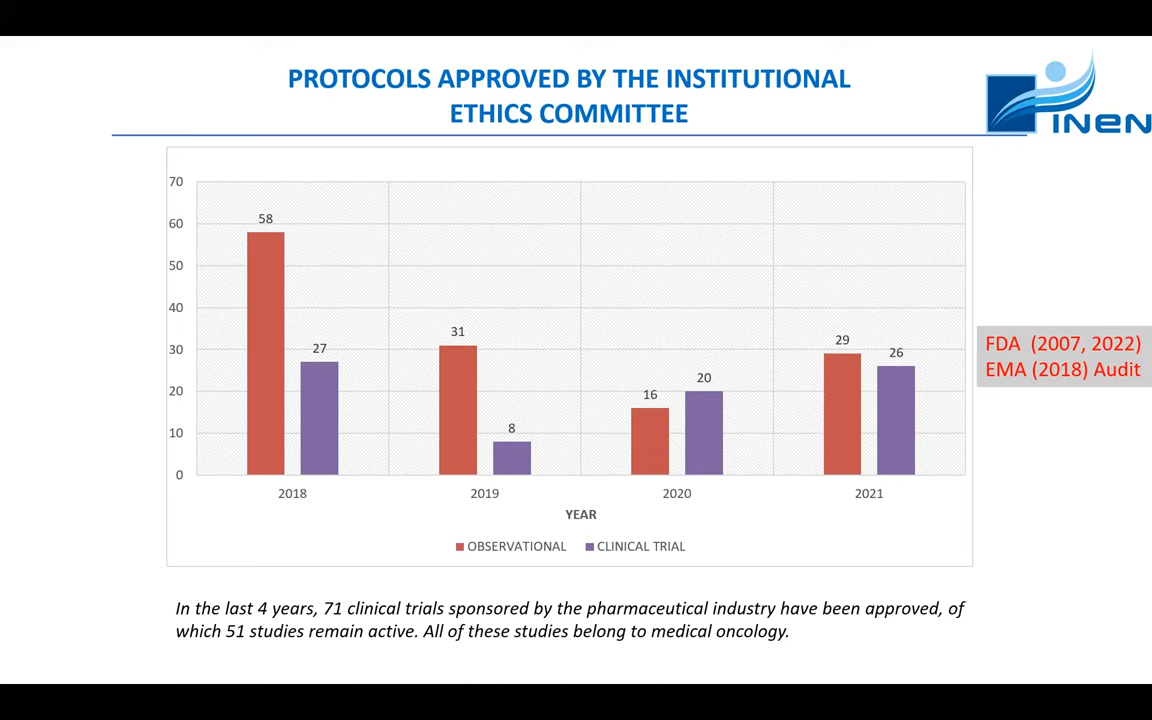 PROTOCOLS APPROVED BY THE INSTITUTIONAL
ETHICS COMMITTEE
INEN
70
60
50
40
30
20
10
0
58
27
31
8
16
20
29
26
2018
2019
2020
2021
YEAR
OBSERVATIONAL
CLINICAL TRIAL
FDA (2007, 2022)
EMA (2018) Audit
In the last 4 years, 71 clinical trials sponsored by the pharmaceutical industry have been approved, of
which 51 studies remain active. All of these studies belong to medical oncology.